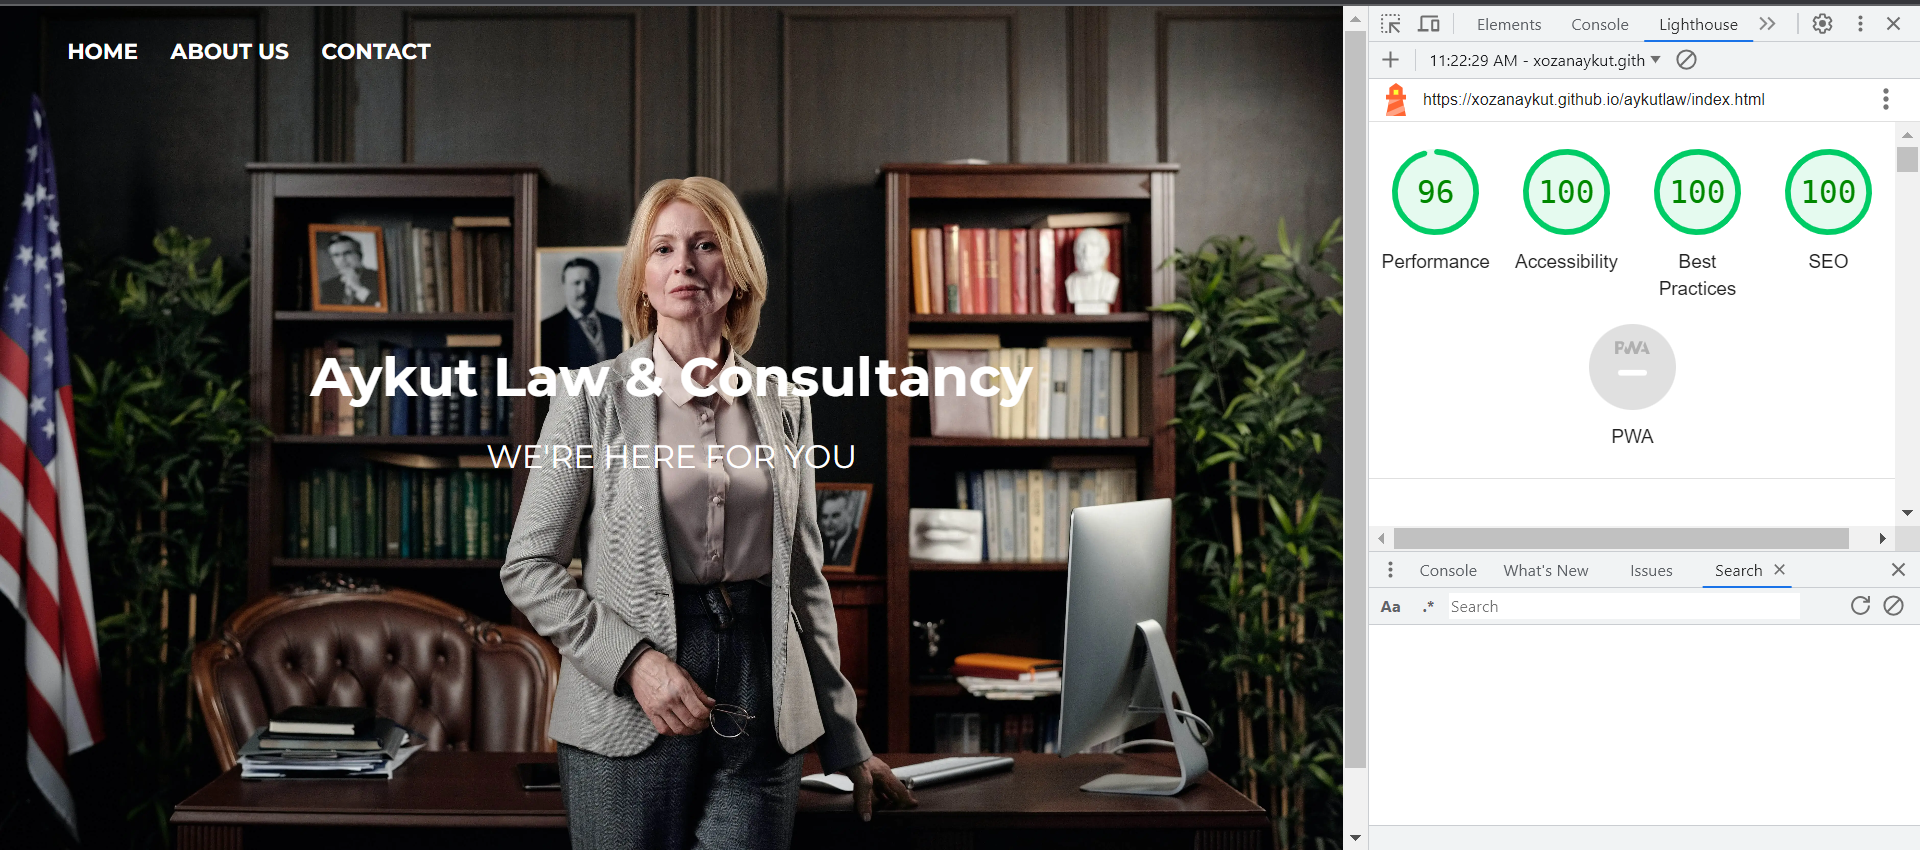 HOME ABOUT US CONTACT
Aykut Law & Consultancy
WE'RE HERE FOR YOU
Elements Console Lighthouse
11:22:29 AM - xozanaykut.gith
https://xozanaykut.github.io/aykutlaw/index.html
96 100 100 100
Performance Accessibility Best Practices SEO
PWA
PWA
Console What's New Issues Search
Aa .* Search